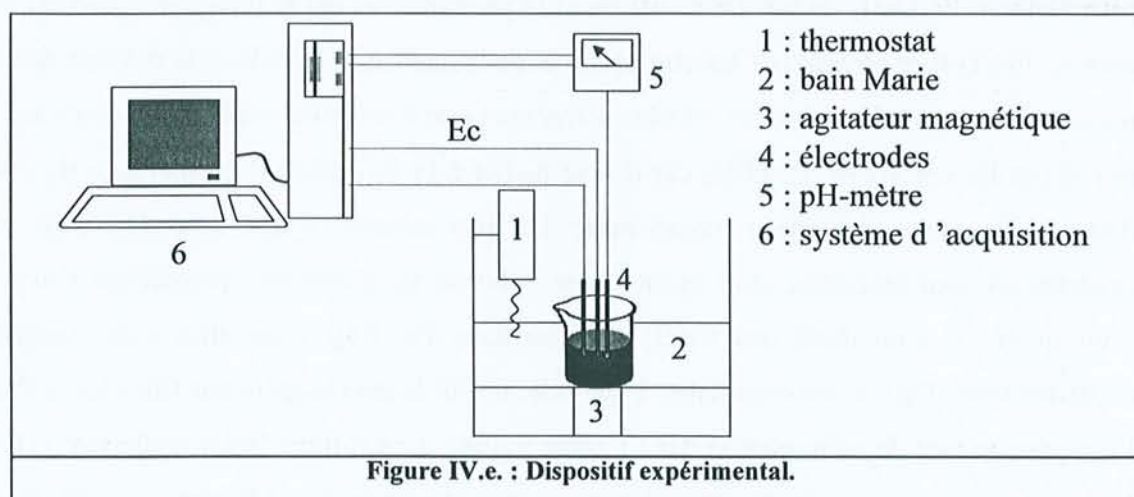 1 : thermostat
2 : bain Marie
3 : agitateur magnétique
4 : électrodes
5 : pH-mètre
6 : système d 'acquisition
5
Ec
1
4
6
2
3
Figure IV.e. : Dispositif expérimental.